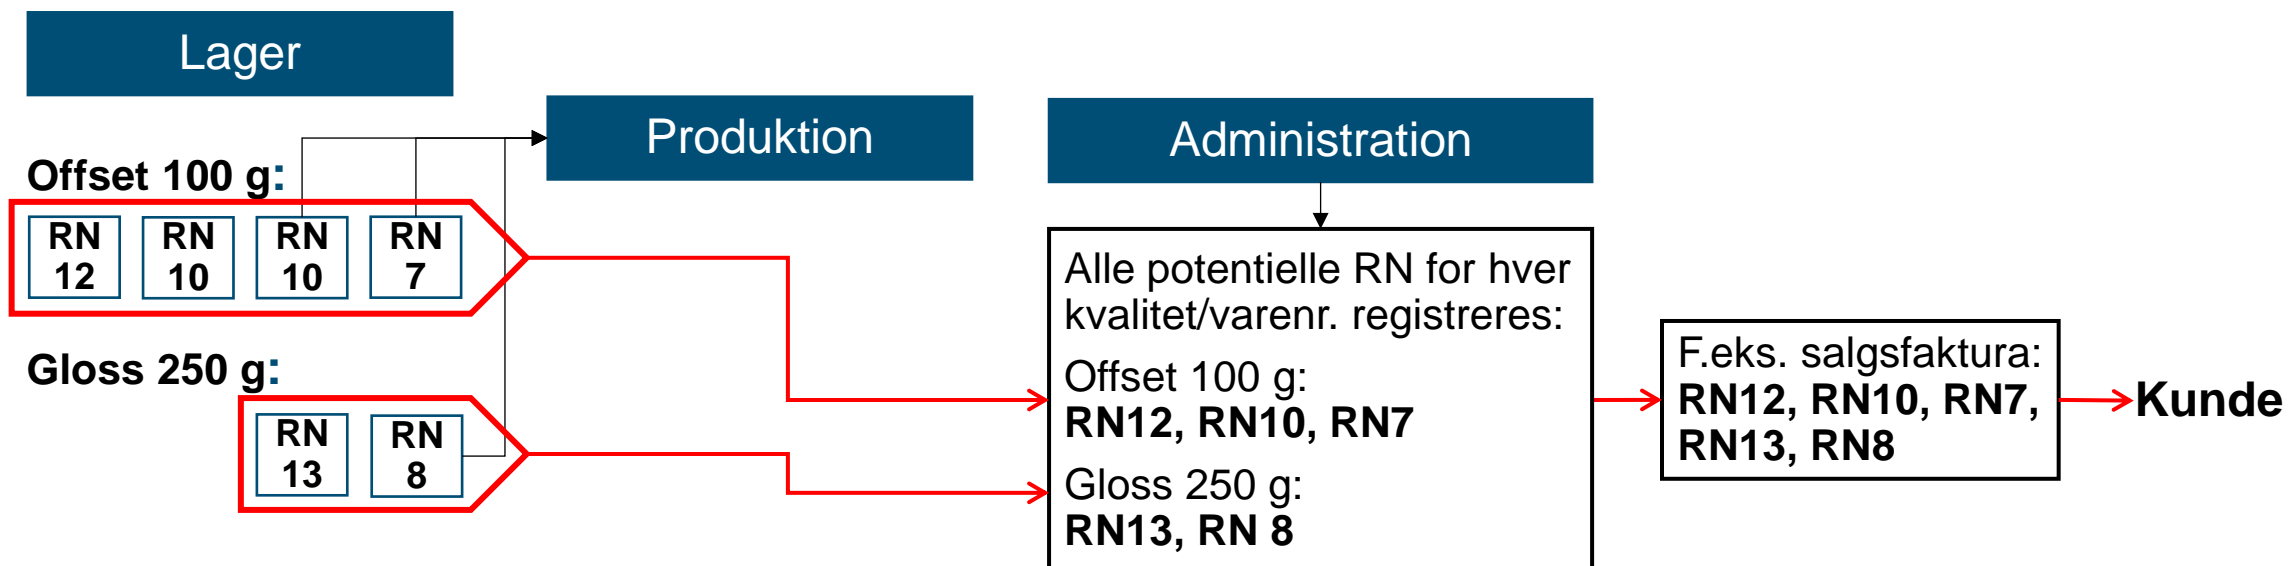 Lager
Produktion
Administration
Offset 100 g:
RN
12
RN
10
RN
10
RN
7
Gloss 250 g:
RN
13
RN
8
Alle potentielle RN for hver
kvalitet/varenr. registreres:
Offset 100 g:
RN12, RN10, RN7
Gloss 250 g:
RN13, RN 8
F.eks. salgsfaktura:
RN12, RN10, RN7,
RN13, RN8
Kunde